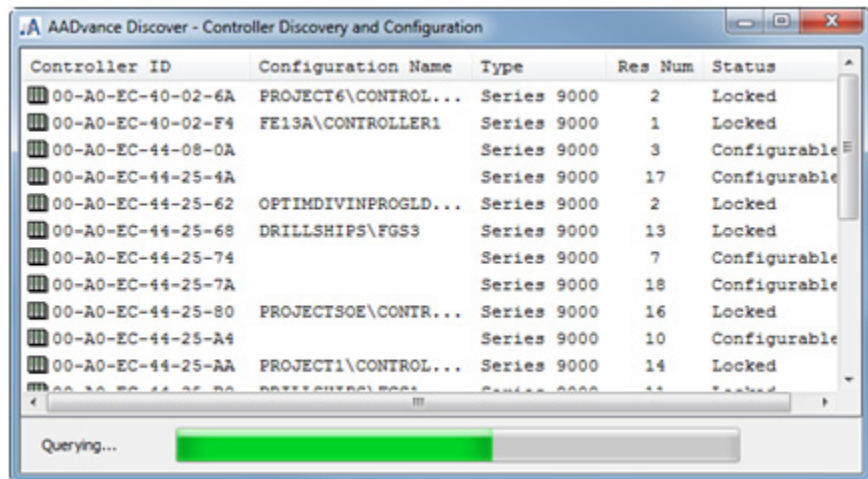 AADvance Discover - Controller Discovery and Configuration
Controller ID Configuration Name Type Res Num Status
00-A0-EC-40-02-6A PROJECT6\CONTROL... Series 9000 2 Locked
00-A0-EC-40-02-F4 FE13A\CONTROLLER1 Series 9000 1 Locked
00-A0-EC-44-08-0A Series 9000 3 Configurable
00-A0-EC-44-25-4A Series 9000 17 Configurable
00-A0-EC-44-25-62 OPTIMDIVINPROGLD... Series 9000 2 Locked
00-A0-EC-44-25-68 DRILLSHIPS\FGS3 Series 9000 13 Locked
00-A0-EC-44-25-74 Series 9000 7 Configurable
00-A0-EC-44-25-7A Series 9000 18 Configurable
00-A0-EC-44-25-80 PROJECTSOE\CONTR... Series 9000 16 Locked
00-A0-EC-44-25-A4 Series 9000 10 Configurable
00-A0-EC-44-25-AA PROJECT1\CONTROL... Series 9000 14 Locked
Querying...